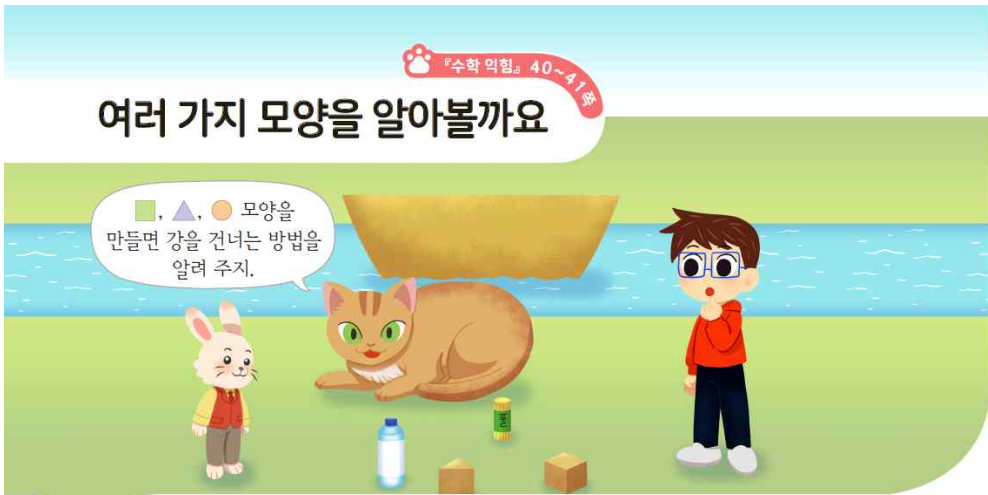 『수학 익힘』 40~41쪽
여러 가지 모양을 알아볼까요
, , 모양을
만들면 강을 건너는 방법을
알려 주지.